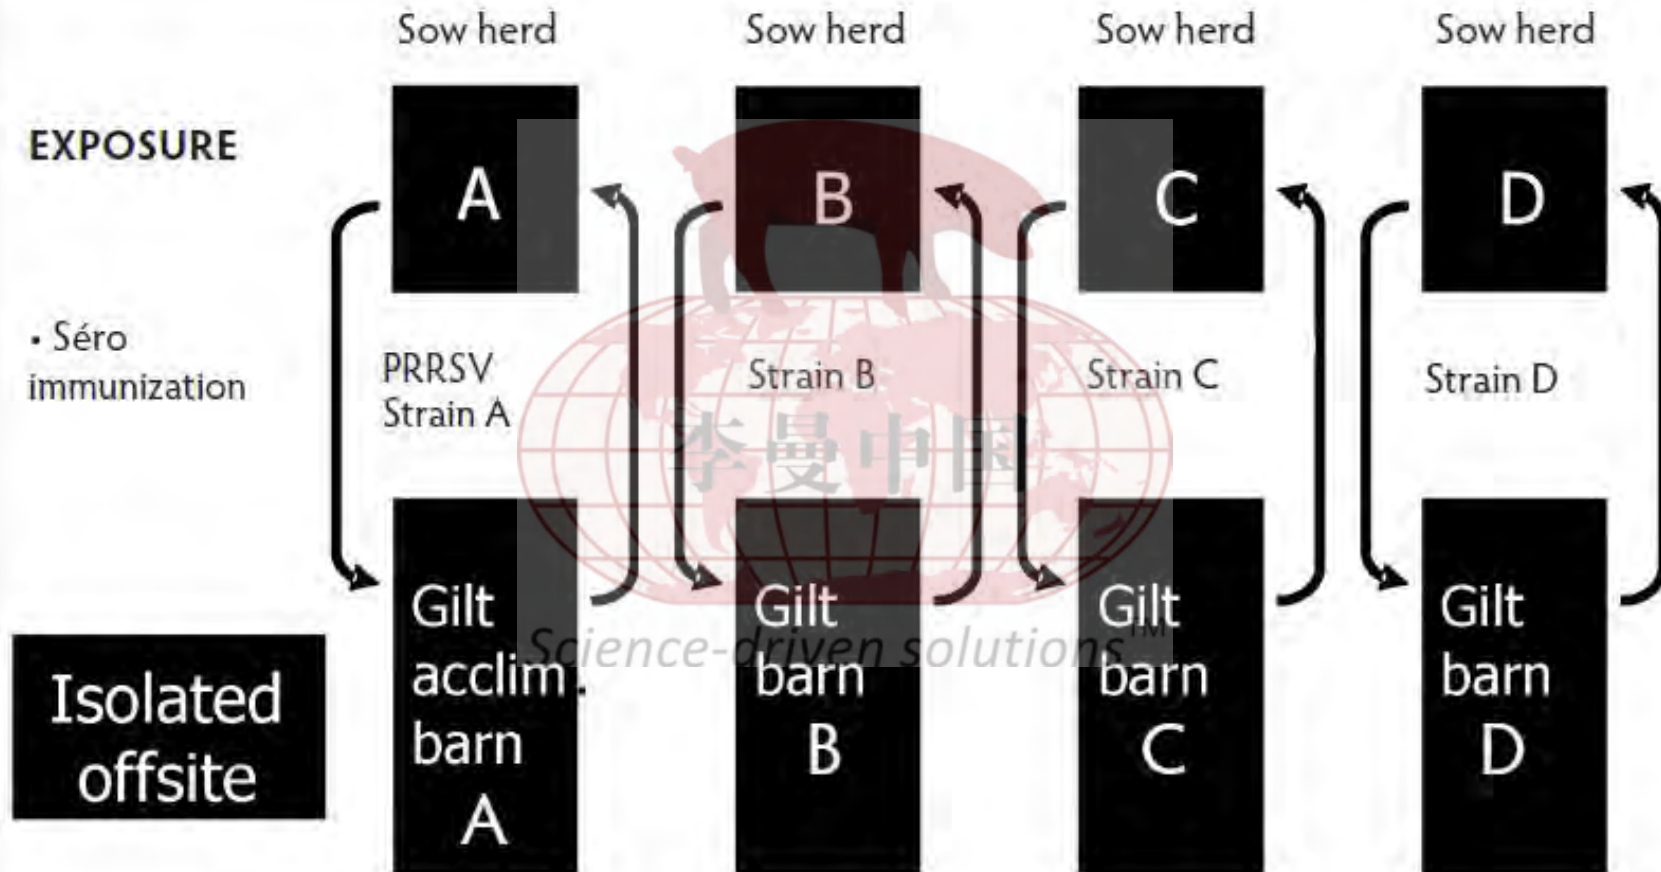 Sow herd
Sow herd
Sow herd
Sow herd
EXPOSURE
A
B
C
D
• Séro
immunization
PRRSV
Strain A
Strain B
Strain C
Strain D
李曼中国
Science-driven solutions™
Isolated
offsite
Gilt
acclim.
barn
A
Gilt
barn
B
Gilt
barn
C
Gilt
barn
D